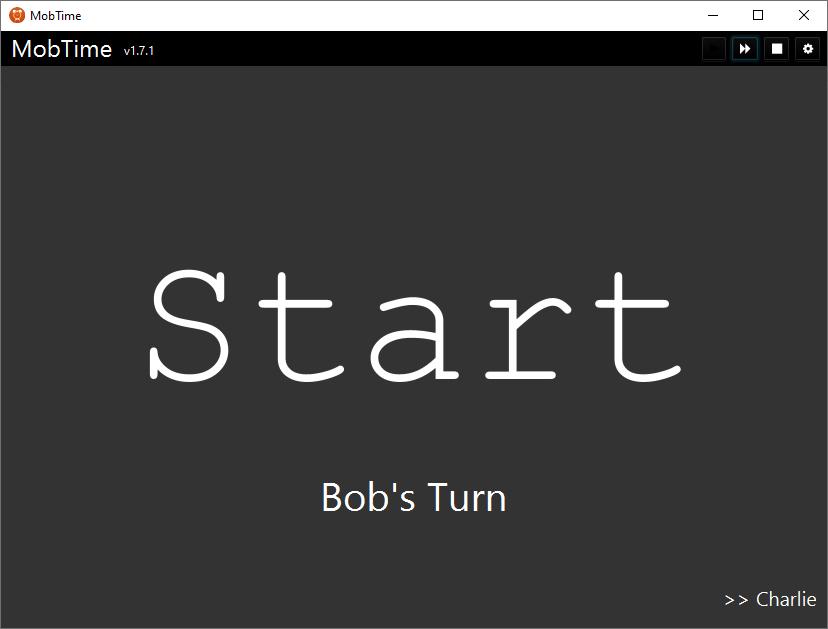 MobTime
MobTime v1.7.1
Start
Bob's Turn
>> Charlie